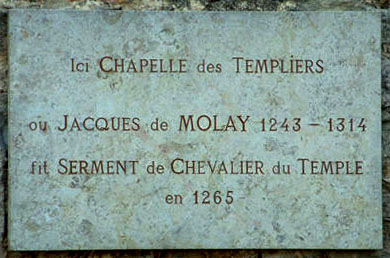 Ici CHAPELLE des TEMPLIERS
ou JACQUES de MOLAY 1243 - 1314
fit SERMENT de CHEVALIER du TEMPLE
en 1265